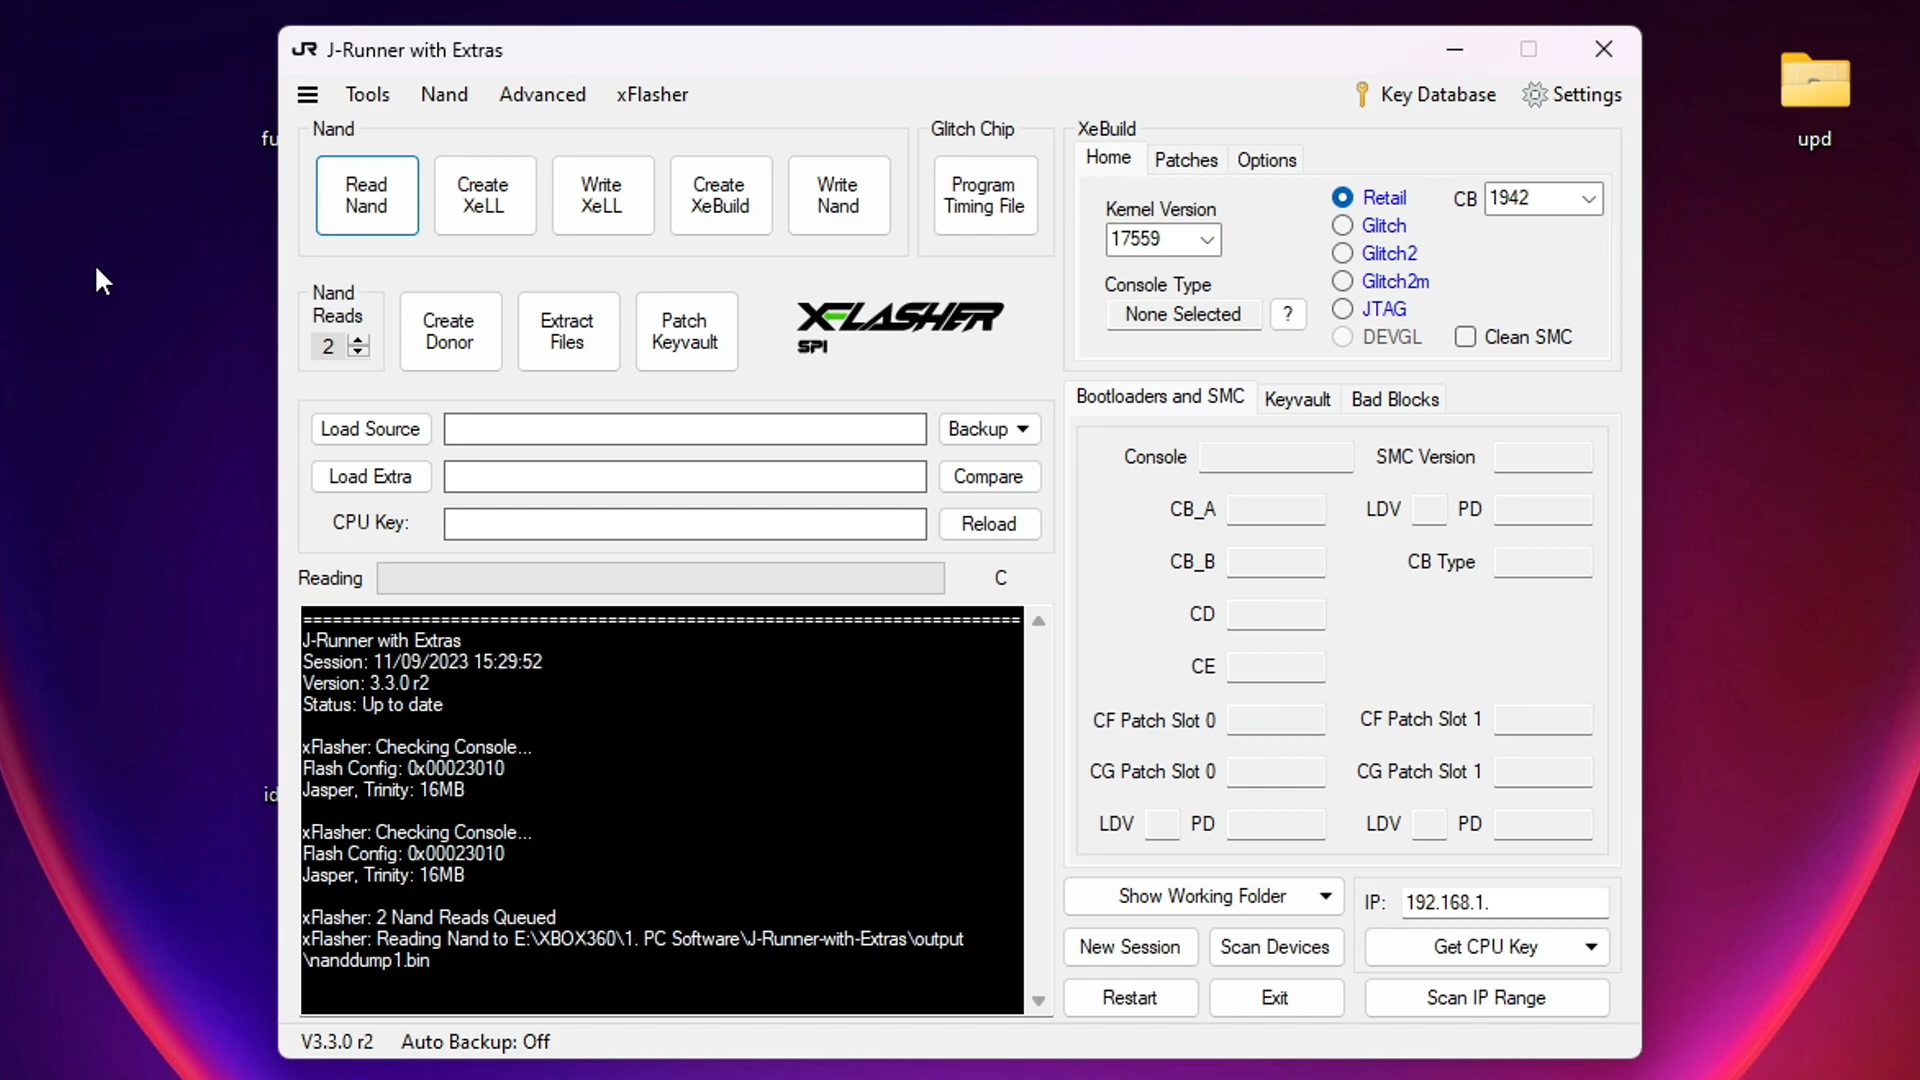 J-Runner with Extras
Tools Nand Advanced xFlasher
Key Database Settings
Nand
Read Nand
Create XeLL
Write XeLL
Create XeBuild
Write Nand
Glitch Chip
Program Timing File
Nand Reads
2
Create Donor
Extract Files
Patch Keyvault
XFLASHER
SPI
XeBuild
Home Patches Options
Kernel Version
17559
Console Type
None Selected ?
Retail
Glitch
Glitch2
Glitch2m
JTAG
DEVGL
CB 1942
Clean SMC
Load Source Backup
Load Extra Compare
CPU Key: Reload
Reading C
====================================================================
J-Runner with Extras
Session: 11/09/2023 15:29:52
Version: 3.3.0 r2
Status: Up to date
xFlasher: Checking Console...
Flash Config: 0x00023010
Jasper, Trinity: 16MB
xFlasher: Checking Console...
Flash Config: 0x00023010
Jasper, Trinity: 16MB
xFlasher: 2 Nand Reads Queued
xFlasher: Reading Nand to E:\XBOX360\1. PC Software\J-Runner-with-Extras\output
\nanddump1.bin
Bootloaders and SMC Keyvault Bad Blocks
Console SMC Version
CB_A LDV PD
CB_B CB Type
CD
CE
CF Patch Slot 0 CF Patch Slot 1
CG Patch Slot 0 CG Patch Slot 1
LDV PD LDV PD
Show Working Folder
New Session Scan Devices
Restart Exit
IP: 192.168.1.
Get CPU Key
Scan IP Range
V3.3.0 r2 Auto Backup: Off
upd
fu
id